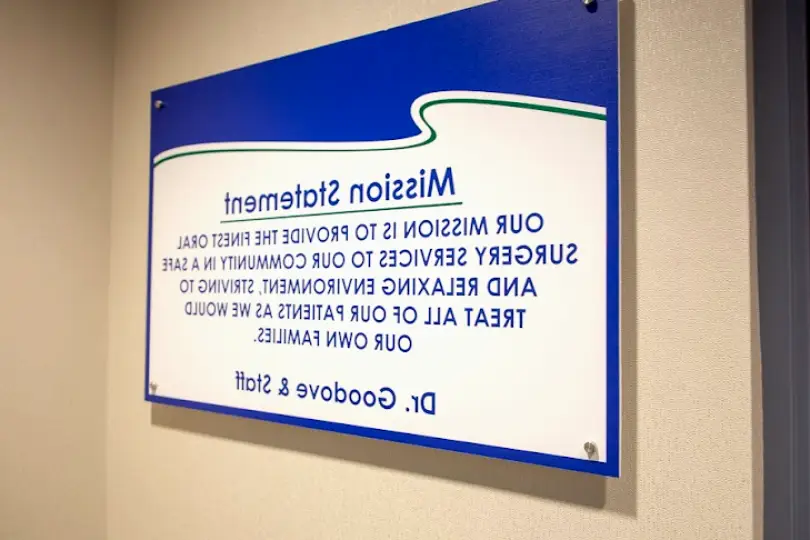 Mission Statement
OUR MISSION IS TO PROVIDE THE FINEST ORAL
SURGERY SERVICES TO OUR COMMUNITY IN A SAFE
AND RELAXING ENVIRONMENT, STRIVING TO
TREAT ALL OF OUR PATIENTS AS WE WOULD
OUR OWN FAMILIES.
Dr. Goodove & Staff